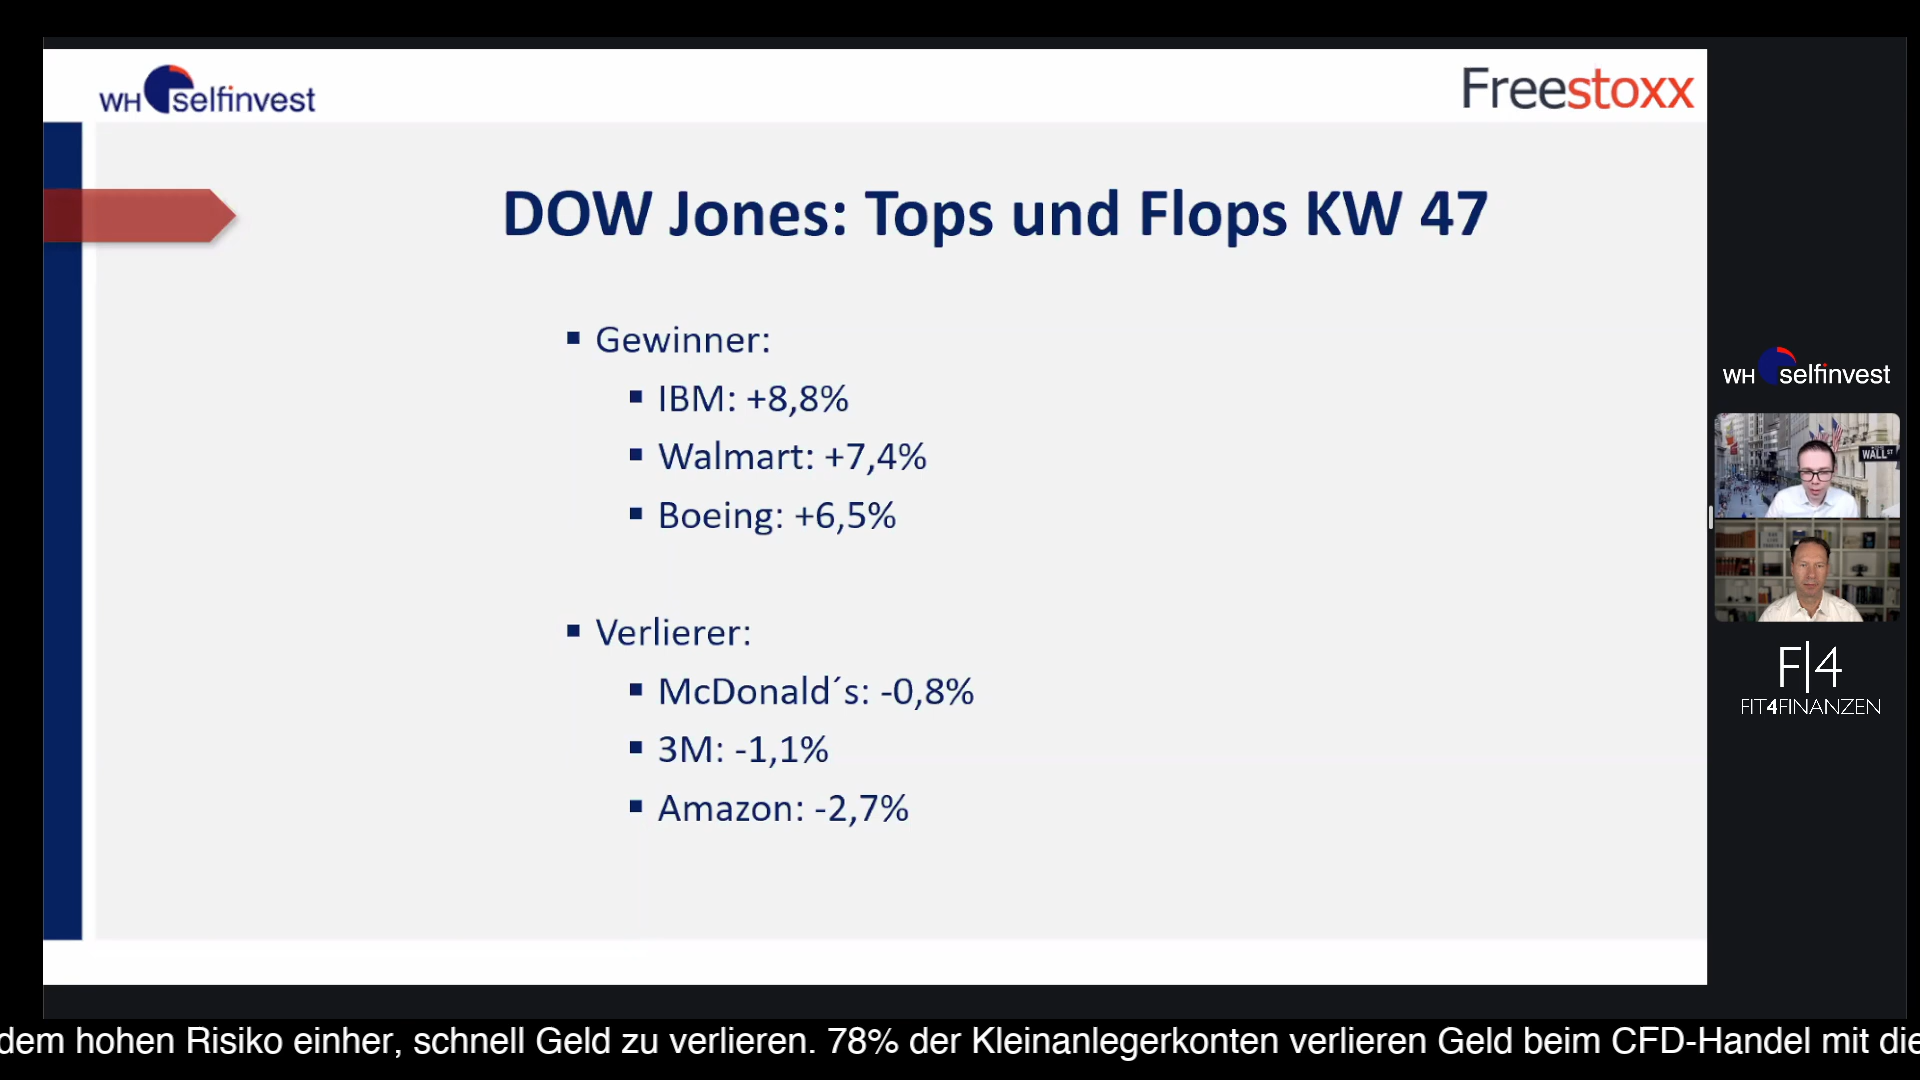 WH selfinvest
Freestoxx
DOW Jones: Tops und Flops KW 47
Gewinner:
IBM: +8,8%
Walmart: +7,4%
Boeing: +6,5%
Verlierer:
McDonald´s: -0,8%
3M: -1,1%
Amazon: -2,7%
WH selfinvest
WALL ST
F|4
FIT4FINANZEN
dem hohen Risiko einher, schnell Geld zu verlieren. 78% der Kleinanlegerkonten verlieren Geld beim CFD-Handel mit die